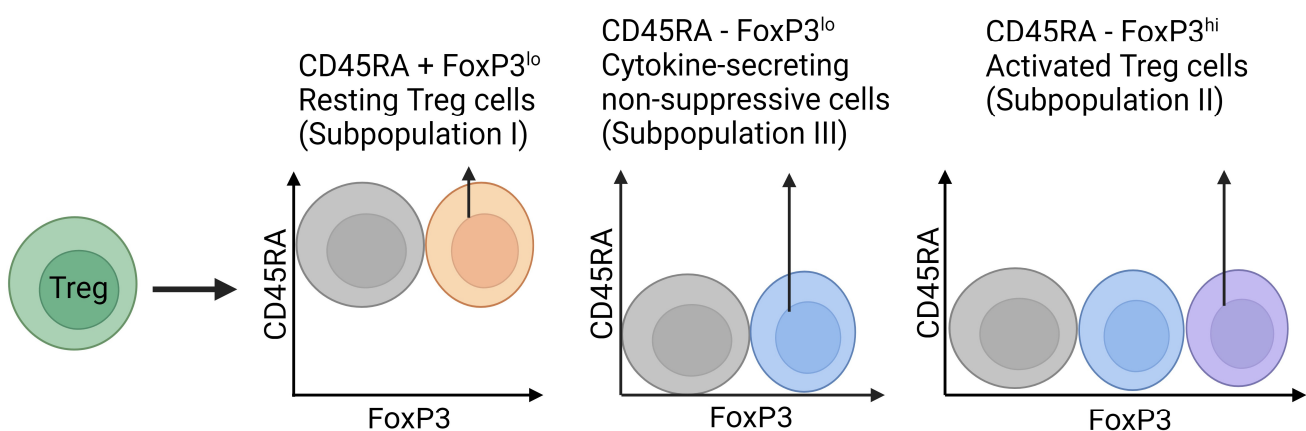 Treg
CD45RA + FoxP3lo
Resting Treg cells
(Subpopulation I)
CD45RA
FoxP3
CD45RA - FoxP3lo
Cytokine-secreting
non-suppressive cells
(Subpopulation III)
CD45RA
FoxP3
CD45RA - FoxP3hi
Activated Treg cells
(Subpopulation II)
CD45RA
FoxP3